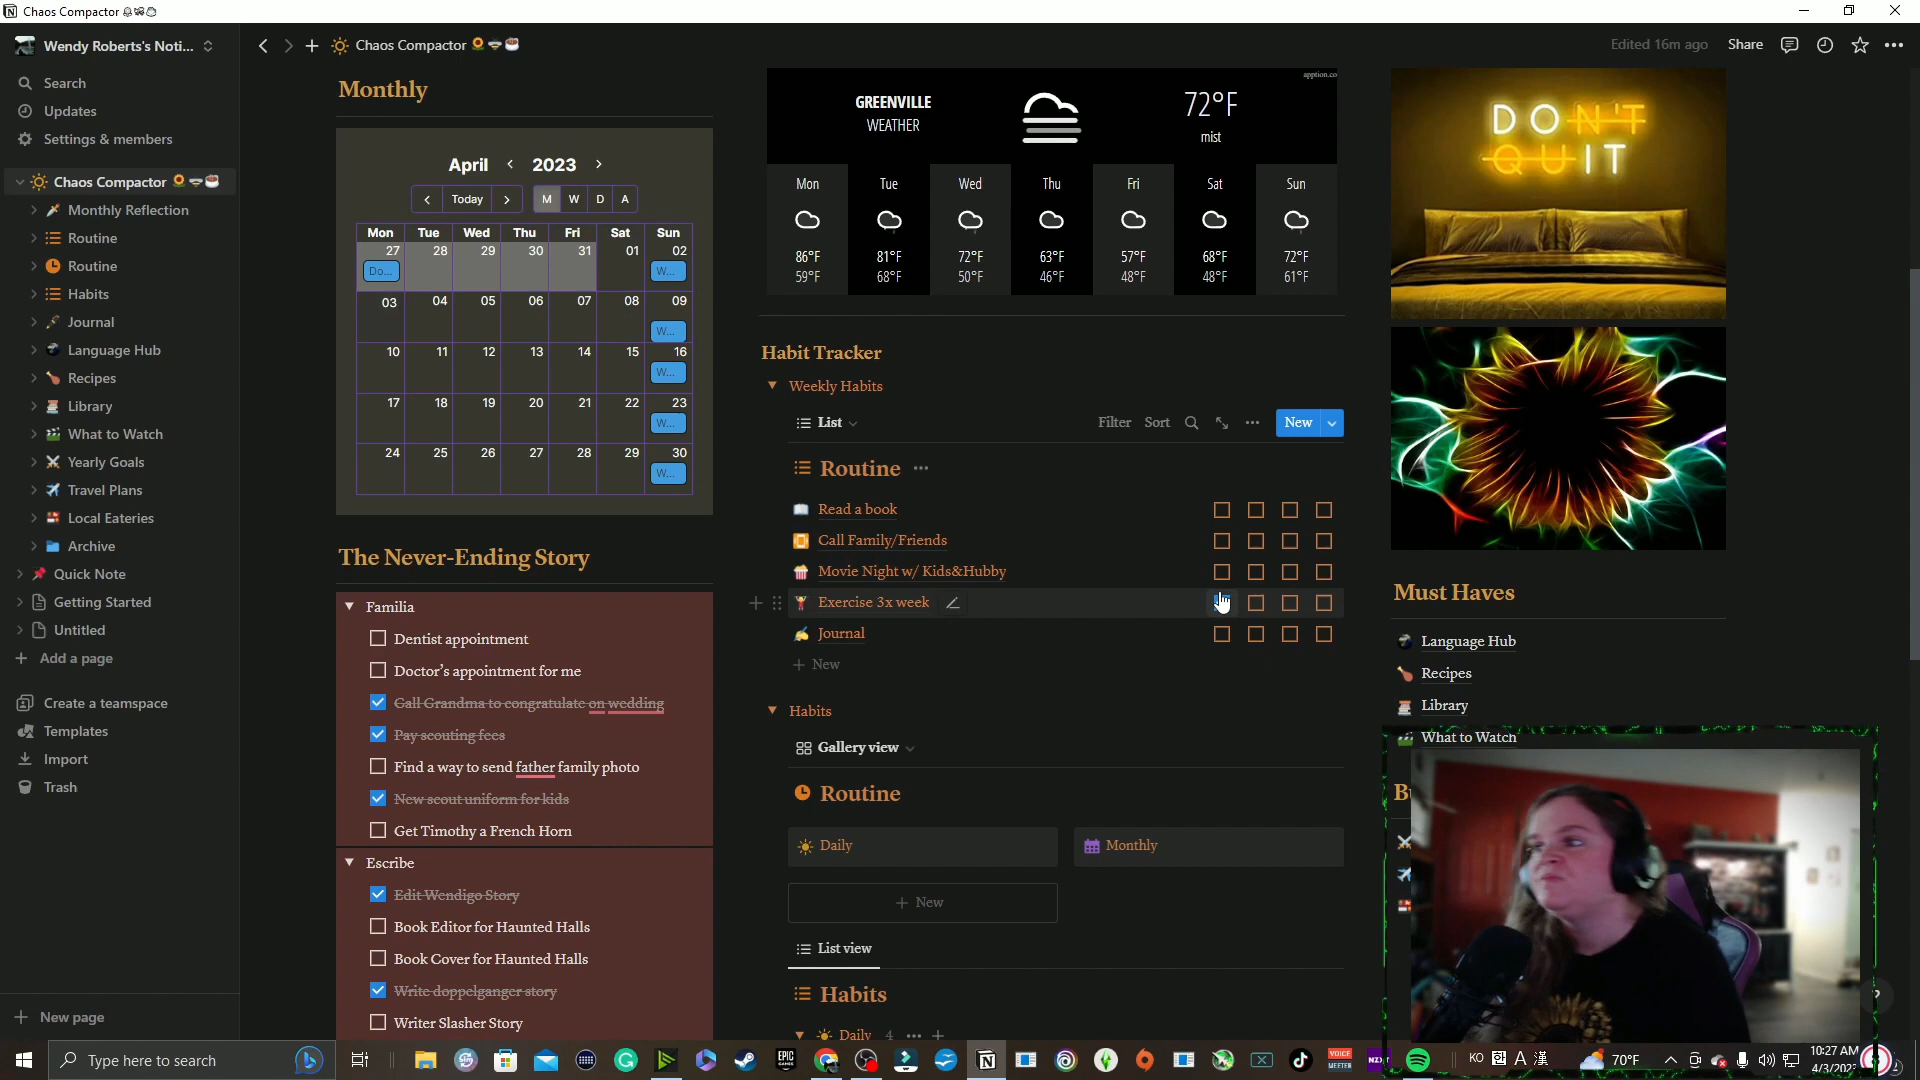 Chaos Compactor
Wendy Roberts's Noti...
Search
Updates
Settings & members
Chaos Compactor
Monthly Reflection
Routine
Routine
Habits
Journal
Language Hub
Recipes
Library
What to Watch
Yearly Goals
Travel Plans
Local Eateries
Archive
Quick Note
Getting Started
Untitled
Add a page
Create a teamspace
Templates
Import
Trash
New page
Chaos Compactor
Edited 16m ago Share
Monthly
April 2023
Today M W D A
Mon Tue Wed Thu Fri Sat Sun
27 28 29 30 31 01 02
Do... W...
03 04 05 06 07 08 09
W...
10 11 12 13 14 15 16
W...
17 18 19 20 21 22 23
W...
24 25 26 27 28 29 30
W...
The Never-Ending Story
Familia
Dentist appointment
Doctor's appointment for me
Call Grandma to congratulate on wedding
Pay scouting fees
Find a way to send father family photo
New scout uniform for kids
Get Timothy a French Horn
Escribe
Edit Wendigo Story
Book Editor for Haunted Halls
Book Cover for Haunted Halls
Write doppelganger story
Writer Slasher Story
apption.co
GREENVILLE
WEATHER
72°F
mist
Mon Tue Wed Thu Fri Sat Sun
86°F 81°F 72°F 63°F 57°F 68°F 72°F
59°F 68°F 50°F 46°F 48°F 48°F 61°F
Habit Tracker
Weekly Habits
List Filter Sort New
Routine
Read a book
Call Family/Friends
Movie Night w/ Kids&Hubby
Exercise 3x week
Journal
New
Habits
Gallery view
Routine
Daily Monthly
New
List view
Habits
Daily 4
DON'T
QUIT
Must Haves
Language Hub
Recipes
Library
What to Watch
Type here to search
EPIC GAMES
VOICE MEETER
KO A 漢
70°F
10:27 AM